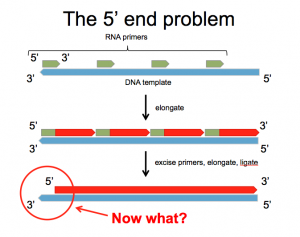 The 5' end problem
RNA primers
5' 3'
3' 5'
DNA template
elongate
3'
3' 5'
excise primers, elongate, ligate
5' 3'
3' 5'
Now what?